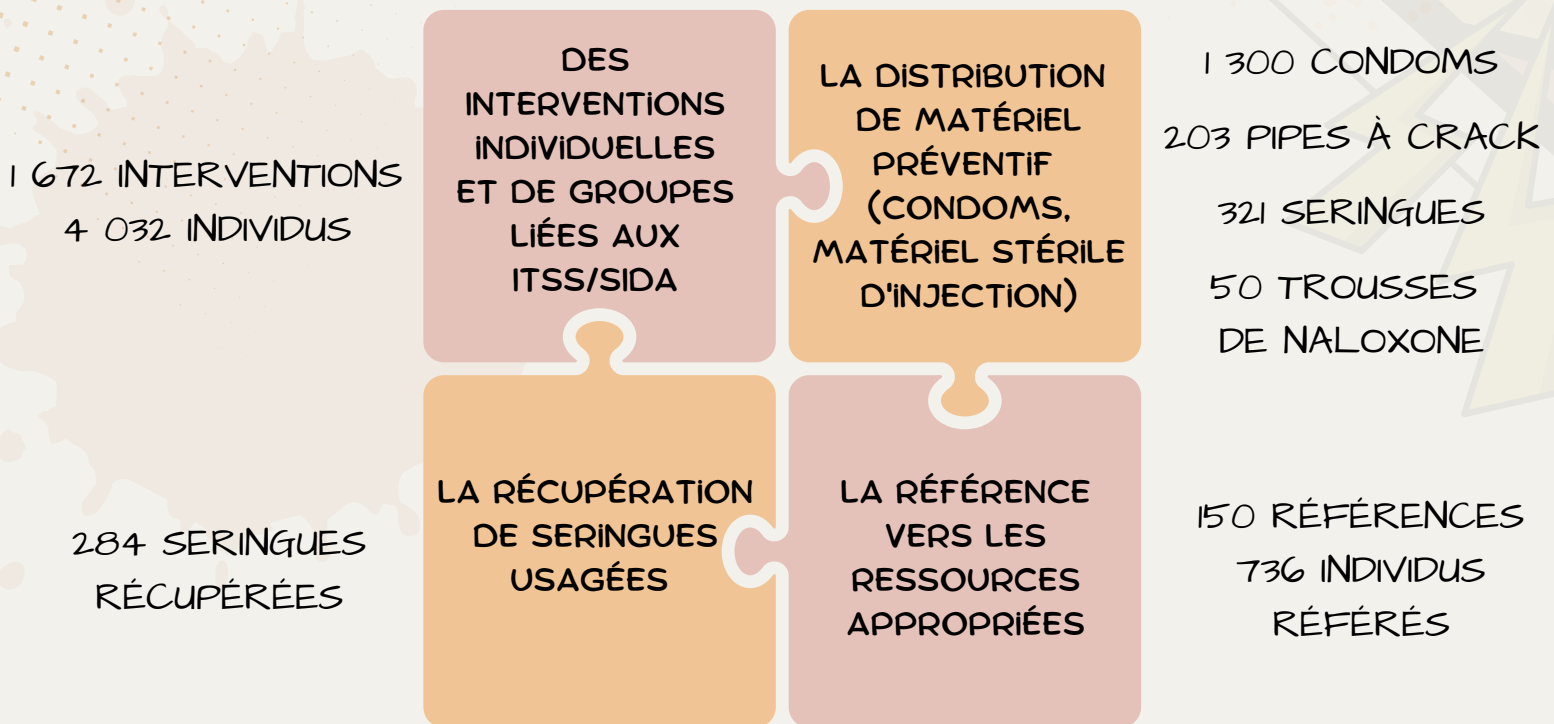 1 672 INTERVENTIONS
4 032 INDIVIDUS
DES
INTERVENTIONS
INDIVIDUELLES
ET DE GROUPES
LIÉES AUX
ITSS/SIDA
LA DISTRIBUTION
DE MATÉRIEL
PRÉVENTIF
(CONDOMS,
MATÉRIEL STÉRILE
D'INJECTION)
1 300 CONDOMS
203 PIPES À CRACK
321 SERINGUES
50 TROUSSES
DE NALOXONE
284 SERINGUES
RÉCUPÉRÉES
LA RÉCUPÉRATION
DE SERINGUES
USAGÉES
LA RÉFÉRENCE
VERS LES
RESSOURCES
APPROPRIÉES
150 RÉFÉRENCES
736 INDIVIDUS
RÉFÉRÉS